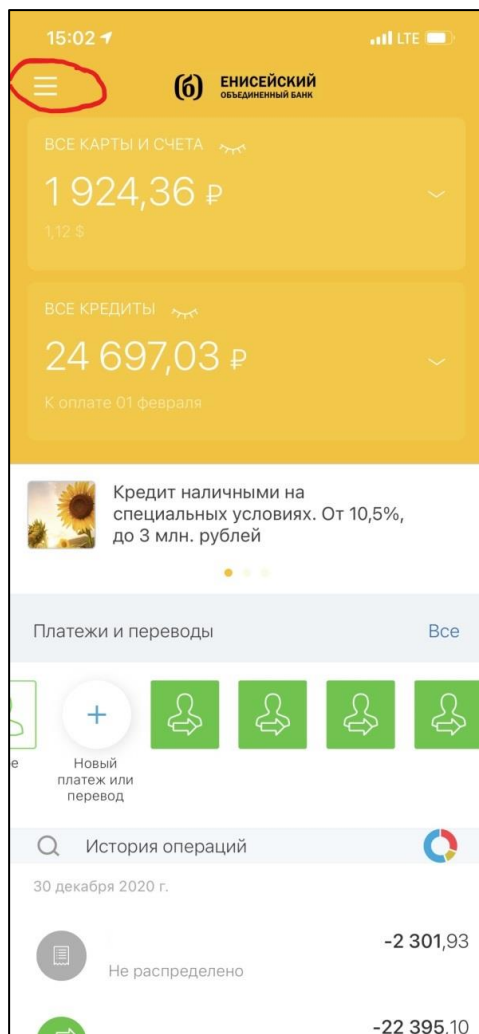 15:02
LTE
(б) ЕНИСЕЙСКИЙ
ОБЪЕДИНЕННЫЙ БАНК
ВСЕ КАРТЫ И СЧЕТА
1 924,36 ₽
1,12 $
ВСЕ КРЕДИТЫ
24 697,03 ₽
К оплате 01 февраля
Кредит наличными на
специальных условиях. От 10,5%,
до 3 млн. рублей
Платежи и переводы
Все
е
Новый
платеж или
перевод
История операций
30 декабря 2020 г.
-2 301,93
Не распределено
-22 395,10